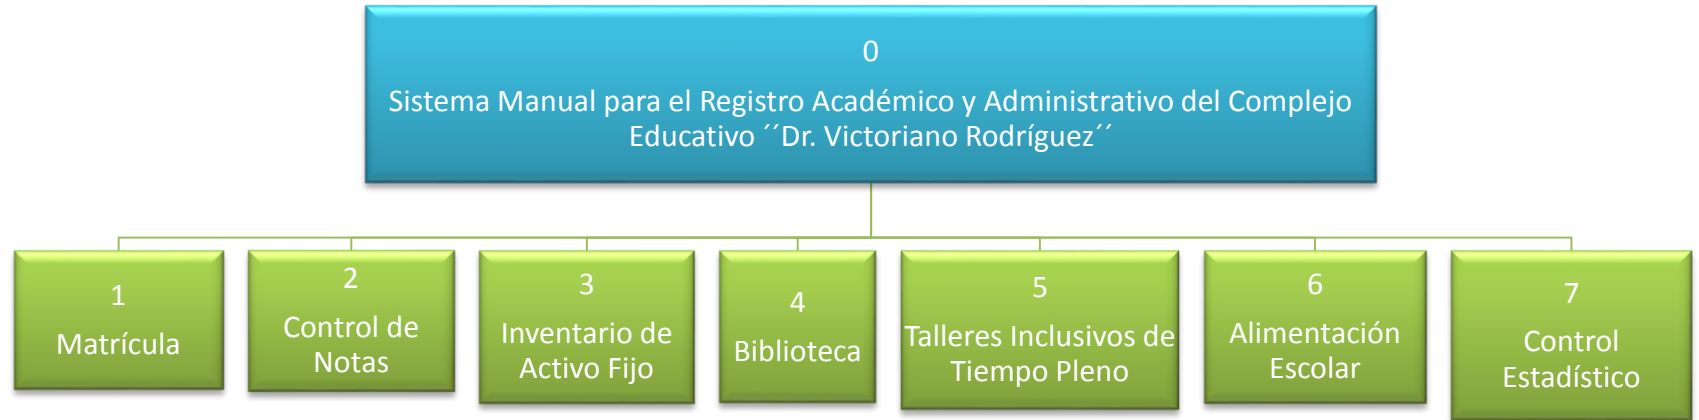 0
Sistema Manual para el Registro Académico y Administrativo del Complejo
Educativo ´´Dr. Victoriano Rodríguez´´
1
Matrícula
2
Control de
Notas
3
Inventario de
Activo Fijo
4
Biblioteca
5
Talleres Inclusivos de
Tiempo Pleno
6
Alimentación
Escolar
7
Control
Estadístico